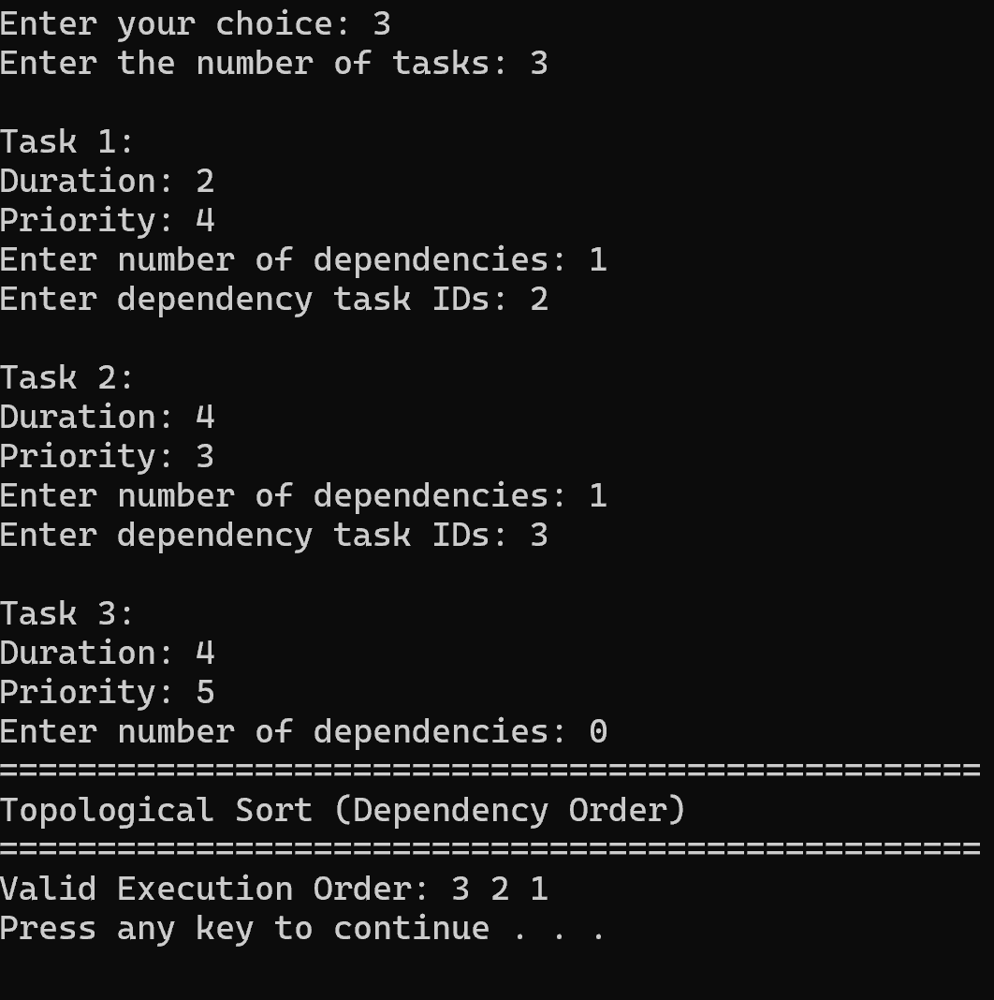 Enter your choice: 3
Enter the number of tasks: 3
Task 1:
Duration: 2
Priority: 4
Enter number of dependencies: 1
Enter dependency task IDs: 2
Task 2:
Duration: 4
Priority: 3
Enter number of dependencies: 1
Enter dependency task IDs: 3
Task 3:
Duration: 4
Priority: 5
Enter number of dependencies: 0
==================================================
Topological Sort (Dependency Order)
==================================================
Valid Execution Order: 3 2 1
Press any key to continue . . .